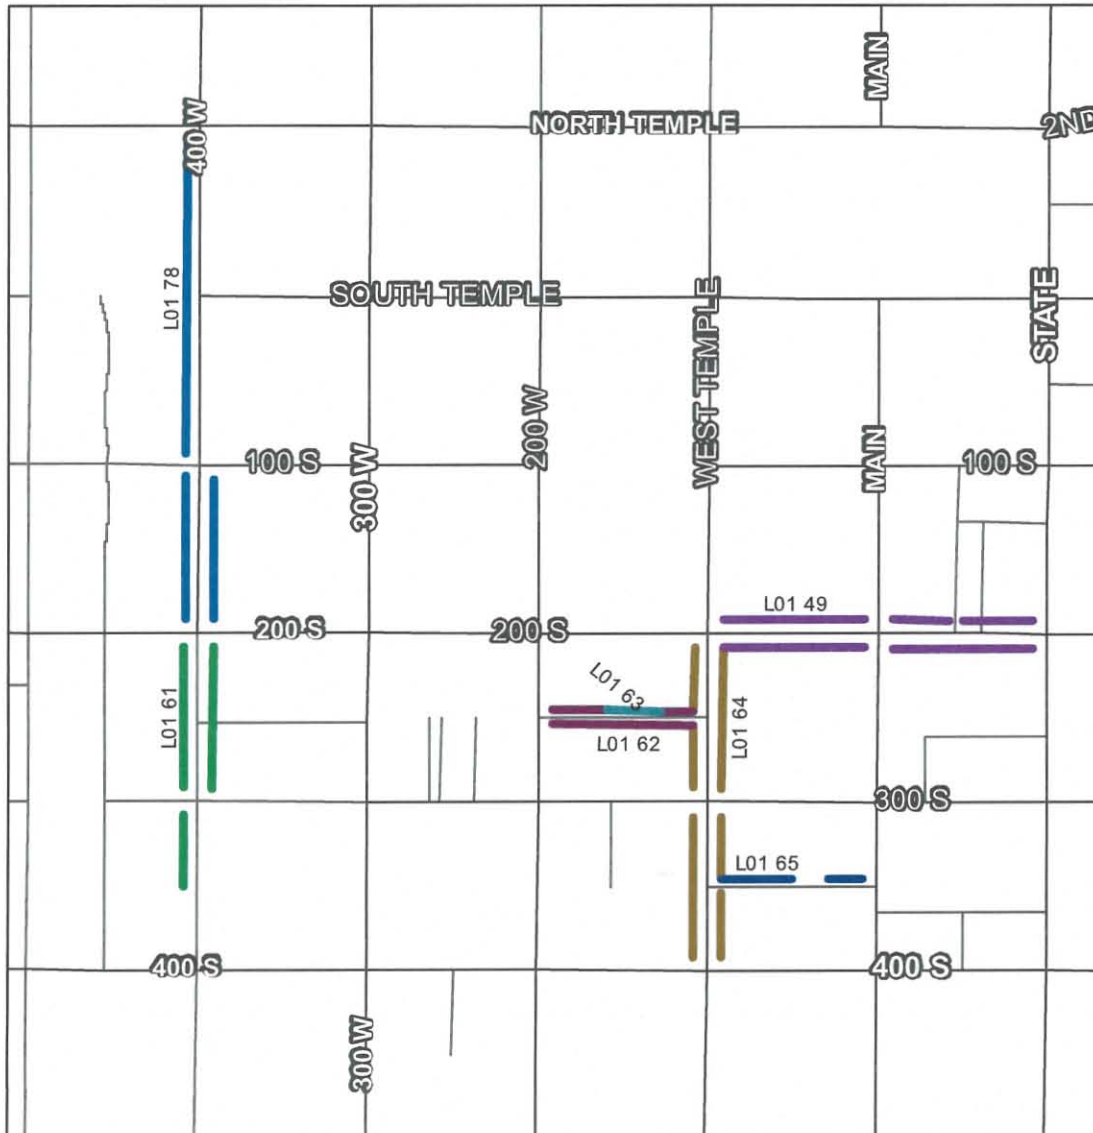 MAIN
400 W
NORTH TEMPLE
2ND
L01 78
SOUTH TEMPLE
STATE
WEST TEMPLE
200 W
100 S
300 W
MAIN
100 S
L01 49
200 S
200 S
L01 63
L01 61
L01 62
L01 64
300 S
L01 65
400 S
400 S
300 W